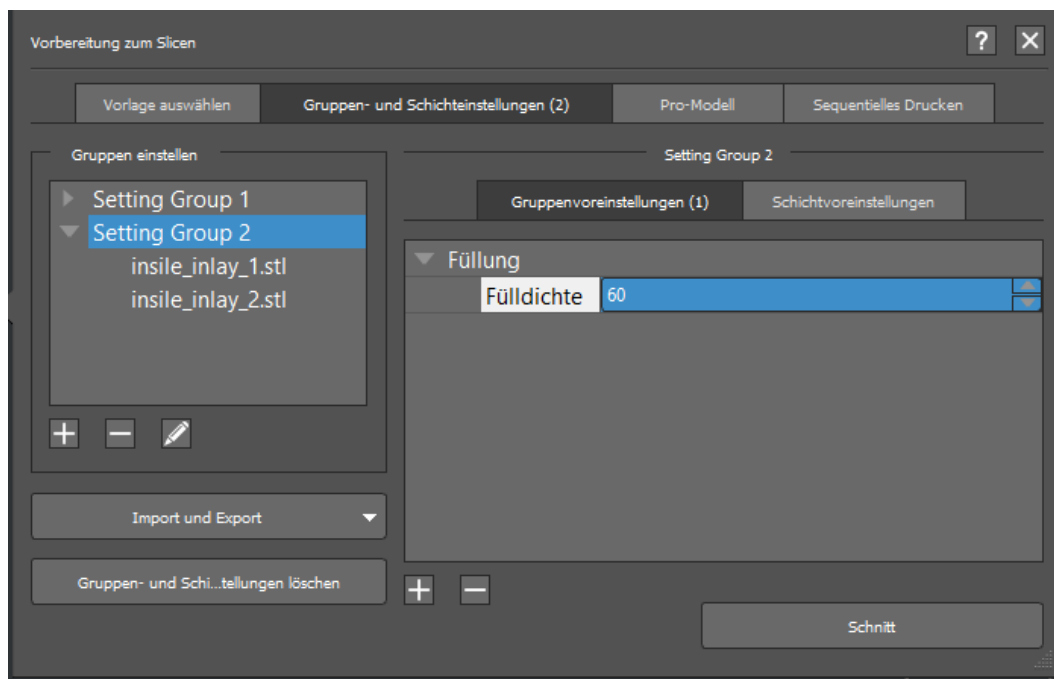 Vorbereitung zum Slicen
?
Vorlage auswählen
Gruppen- und Schichteinstellungen (2)
Pro-Modell
Sequentielles Drucken
Gruppen einstellen
Setting Group 1
Setting Group 2
insile_inlay_1.stl
insile_inlay_2.stl
Import und Export
Gruppen- und Schi...tellungen löschen
Setting Group 2
Gruppenvoreinstellungen (1)
Schichtvoreinstellungen
Füllung
Fülldichte 60
Schnitt